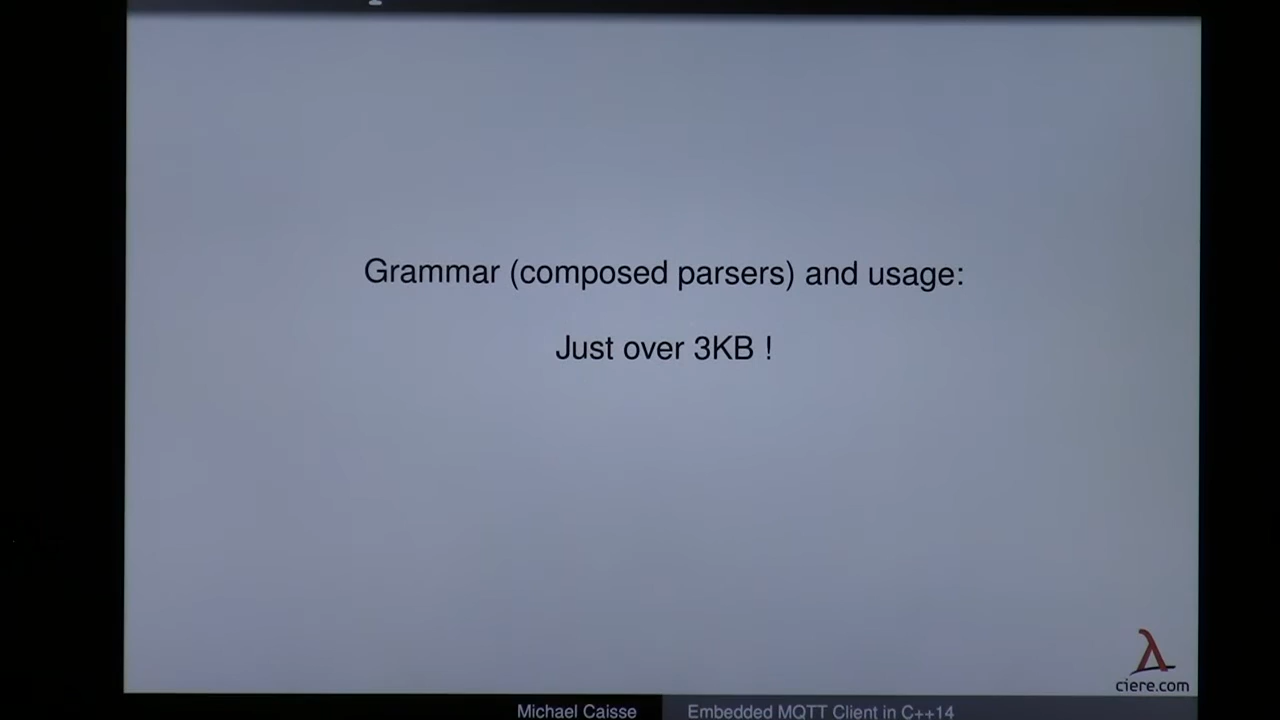 Grammar (composed parsers) and usage:
Just over 3KB !
ciere.com
Michael Caisse
Embedded MQTT Client in C++14